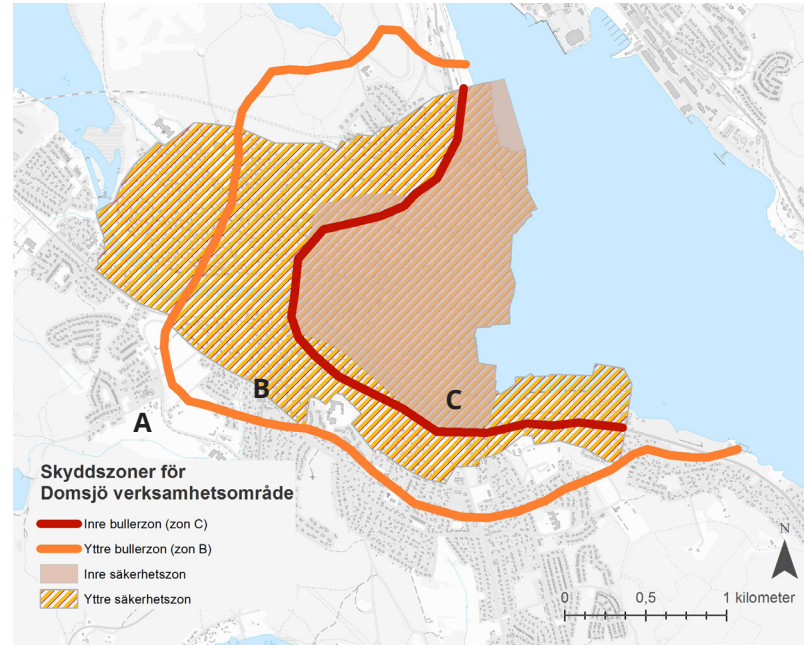 B
C
A
Skyddszoner för
Domsjö verksamhetsområde
Inre bullerzon (zon C)
Yttre bullerzon (zon B)
Inre säkerhetszon
Yttre säkerhetszon
N
0 0,5 1 kilometer